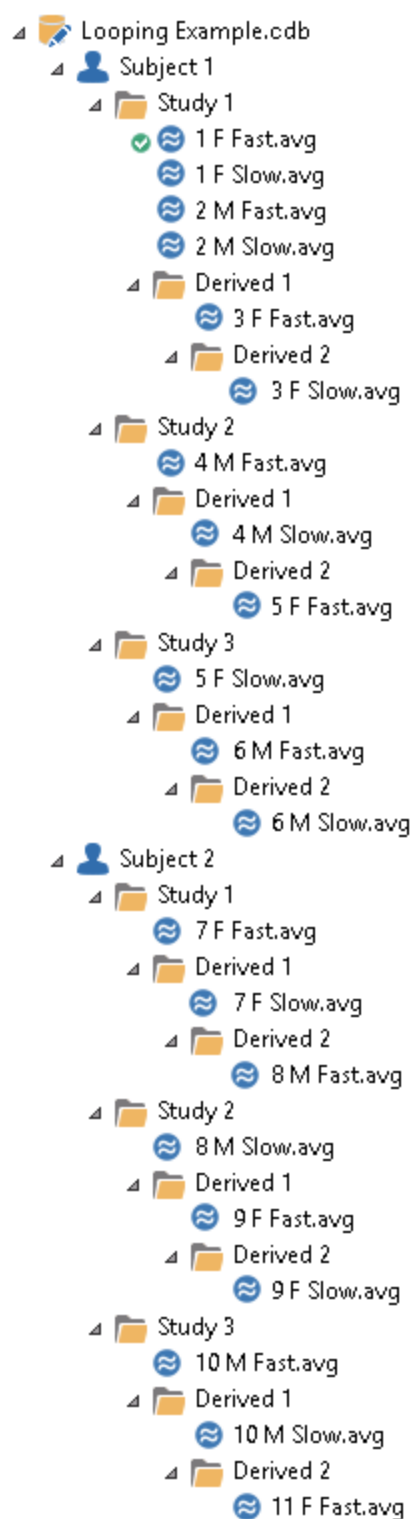 Looping Example.cdb
Subject 1
Study 1
1 F Fast.avg
1 F Slow.avg
2 M Fast.avg
2 M Slow.avg
Derived 1
3 F Fast.avg
Derived 2
3 F Slow.avg
Study 2
4 M Fast.avg
Derived 1
4 M Slow.avg
Derived 2
5 F Fast.avg
Study 3
5 F Slow.avg
Derived 1
6 M Fast.avg
Derived 2
6 M Slow.avg
Subject 2
Study 1
7 F Fast.avg
Derived 1
7 F Slow.avg
Derived 2
8 M Fast.avg
Study 2
8 M Slow.avg
Derived 1
9 F Fast.avg
Derived 2
9 F Slow.avg
Study 3
10 M Fast.avg
Derived 1
10 M Slow.avg
Derived 2
11 F Fast.avg